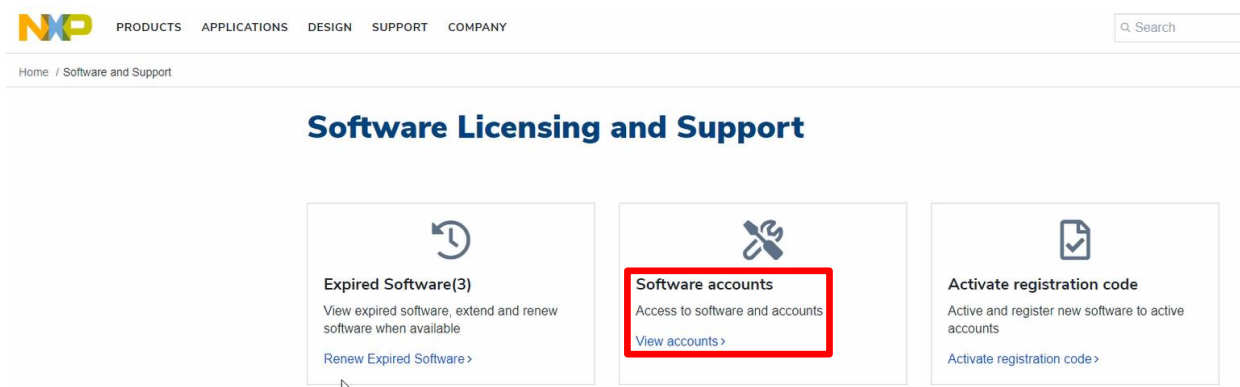 NXP PRODUCTS APPLICATIONS DESIGN SUPPORT COMPANY Search
Home / Software and Support
Software Licensing and Support
Expired Software(3)
View expired software, extend and renew
software when available
Renew Expired Software >
Software accounts
Access to software and accounts
View accounts >
Activate registration code
Active and register new software to active
accounts
Activate registration code >